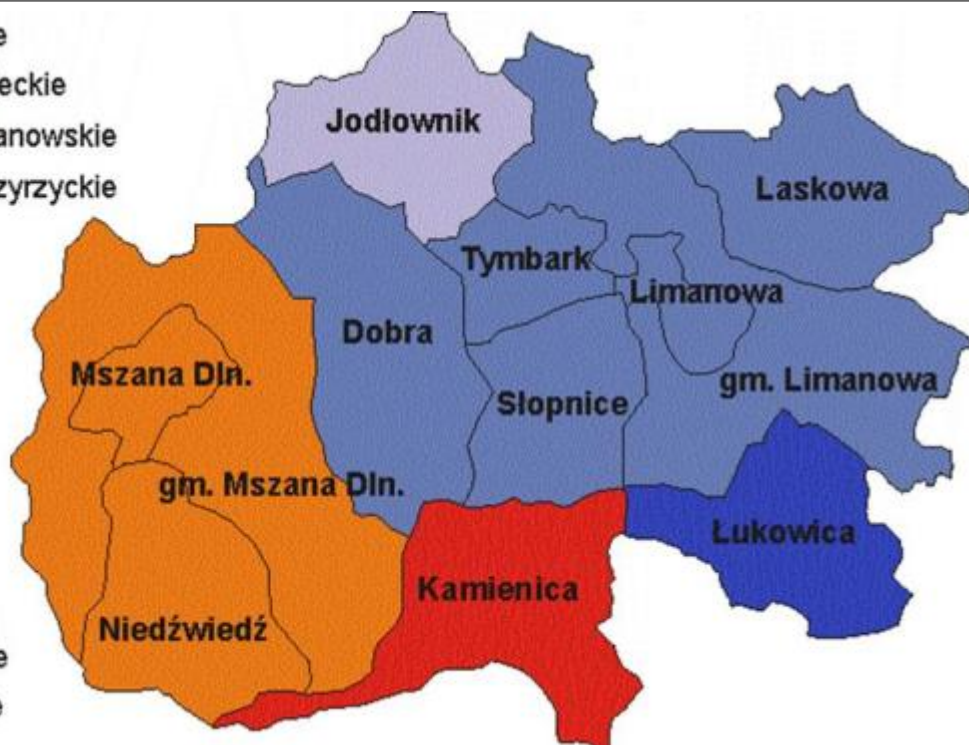 e
eckie
anowskie
zyrzyckie
Jodłownik
Laskowa
Tymbark
Limanowa
Dobra
Mszana Dln.
gm. Limanowa
Słopnice
gm. Mszana Dln.
Łukowica
Kamienica
Niedźwiedź
e
e